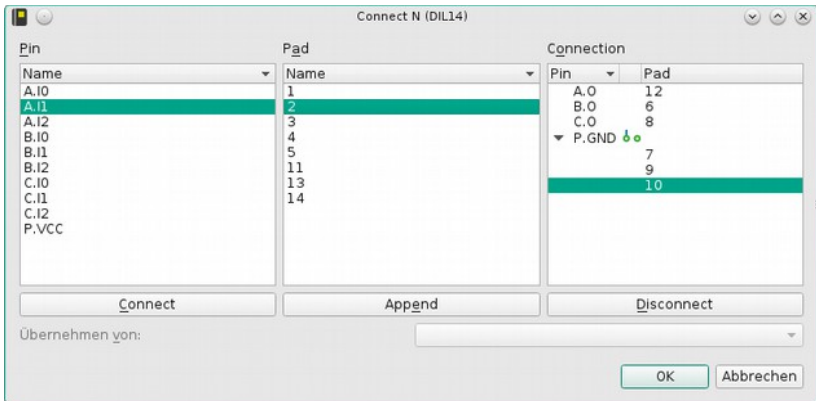 Connect N (DIL14)
Pin
Name
A.I0
A.I1
A.I2
B.I0
B.I1
B.I2
C.I0
C.I1
C.I2
P.VCC
Connect
Pad
Name
1
2
3
4
5
11
13
14
Append
Connection
Pin Pad
A.O 12
B.O 6
C.O 8
P.GND
7
9
10
Disconnect
Übernehmen von:
OK Abbrechen